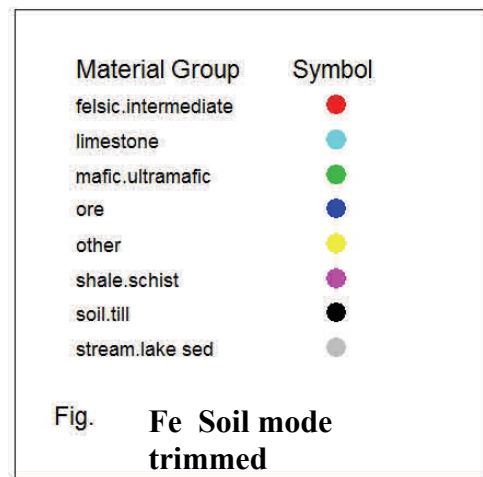 Material Group Symbol
felsic.intermediate
limestone
mafic.ultramafic
ore
other
shale.schist
soil.till
stream.lake sed
Fig. Fe Soil mode
trimmed